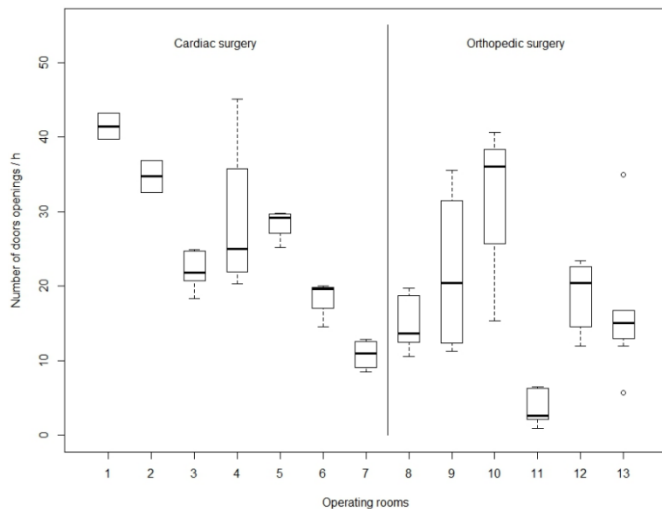 Cardiac surgery
Orthopedic surgery
Number of doors openings / h
50
40
30
20
10
0
1 2 3 4 5 6 7 8 9 10 11 12 13
Operating rooms